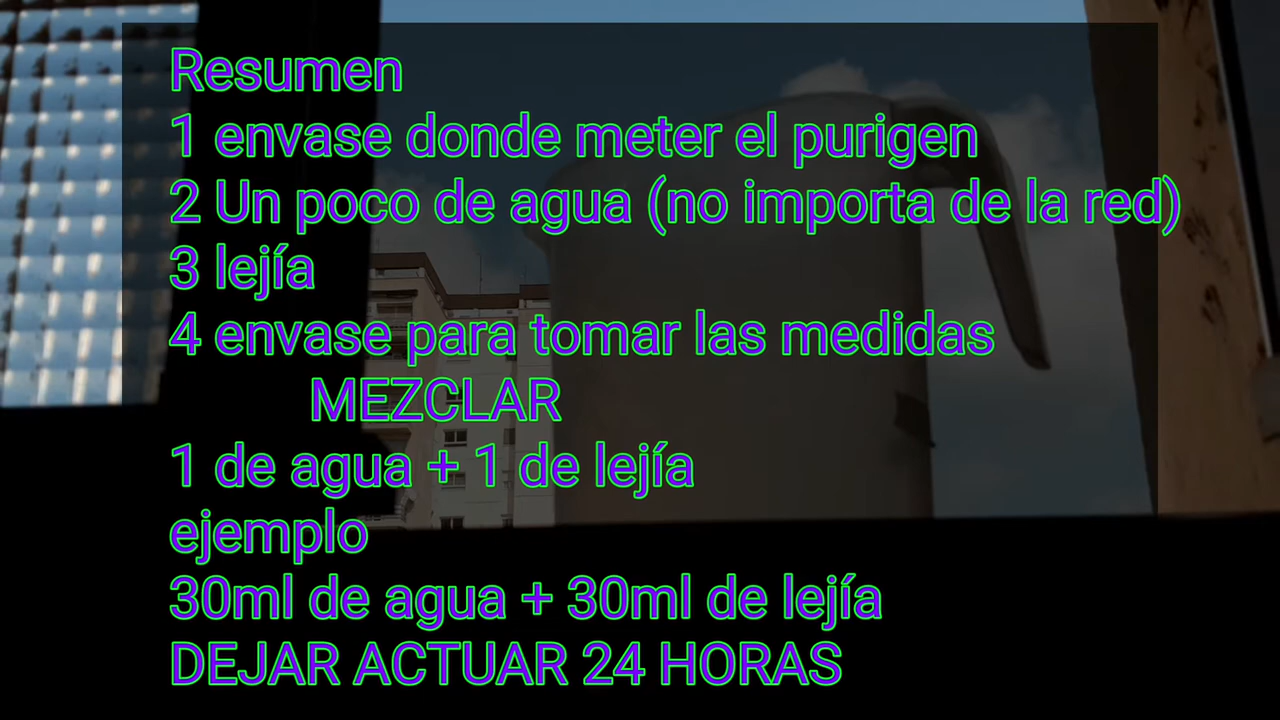 Resumen
1 envase donde meter el purigen
2 Un poco de agua (no importa de la red)
3 lejía
4 envase para tomar las medidas
MEZCLAR
1 de agua + 1 de lejía
ejemplo
30ml de agua + 30ml de lejía
DEJAR ACTUAR 24 HORAS